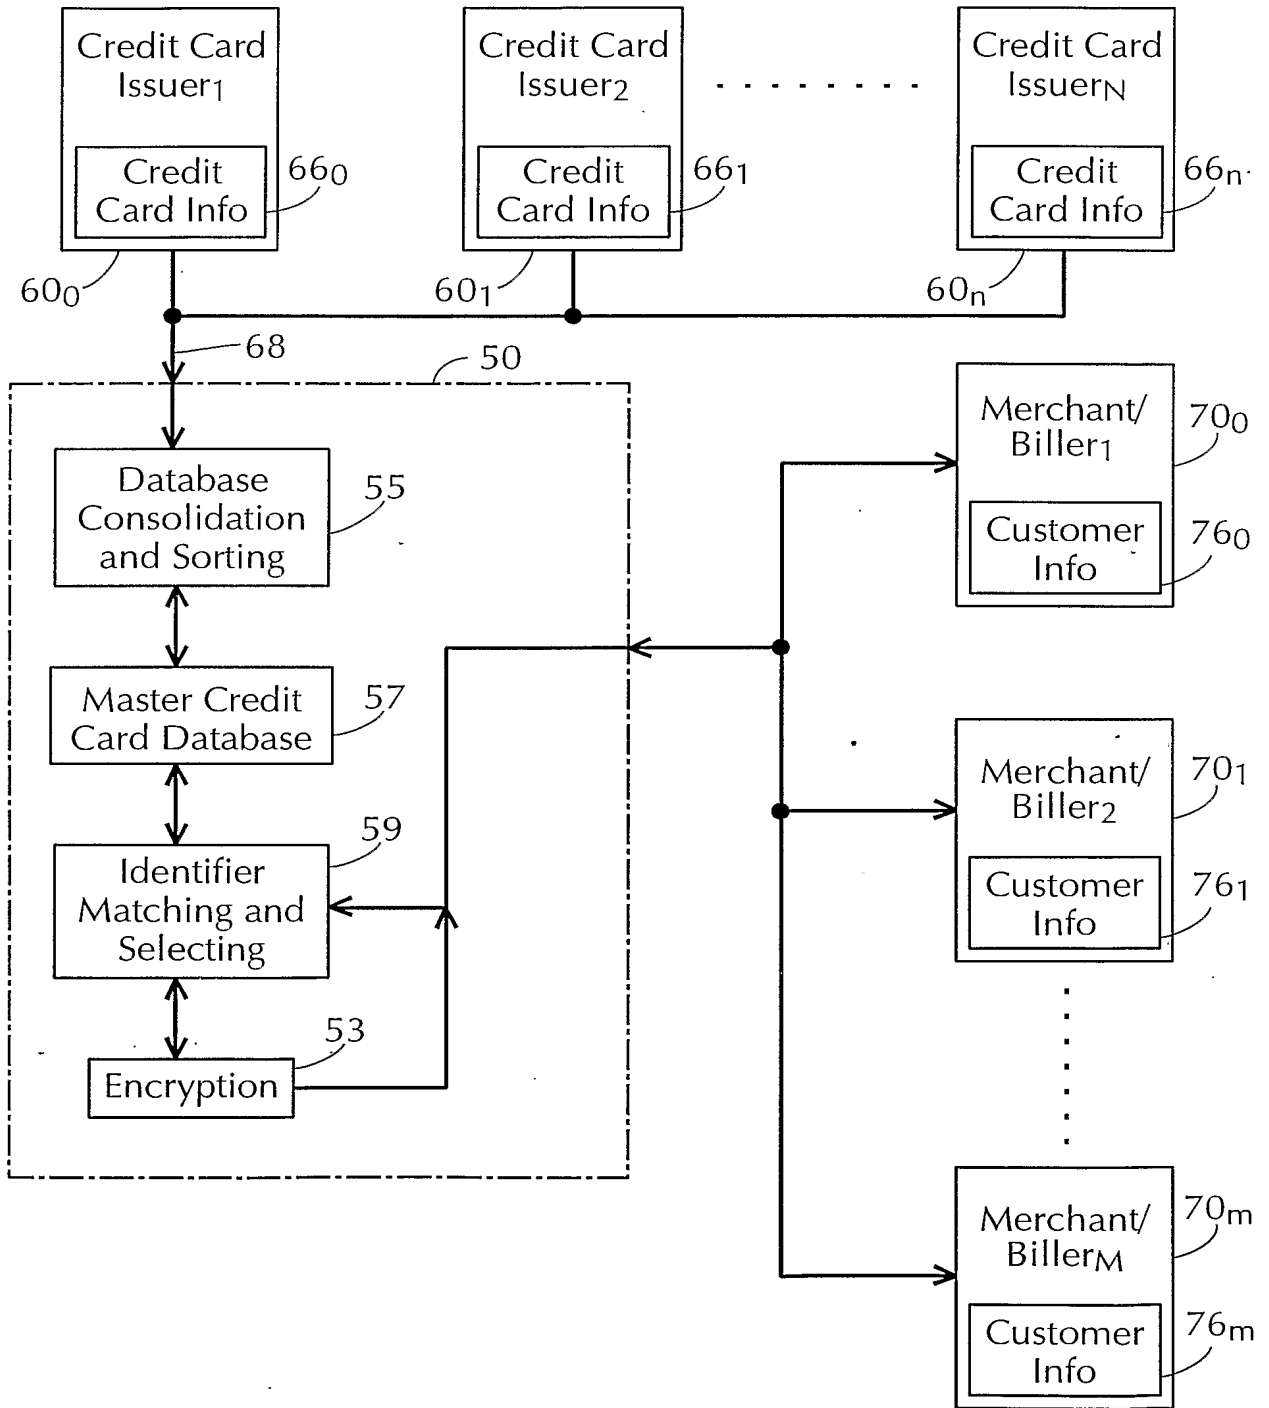 Credit Card
Issuer1
Credit Card
Issuer2
Credit Card
IssuerN
Credit
Card Info
660
Credit
Card Info
661
Credit
Card Info
66n
600
601
60n
68
50
Merchant/
Biller1
700
Customer
Info
760
Database
Consolidation
and Sorting
55
Master Credit
Card Database
57
Merchant/
Biller2
701
Customer
Info
761
Identifier
Matching and
Selecting
59
Encryption
53
Merchant/
BillerM
70m
Customer
Info
76m